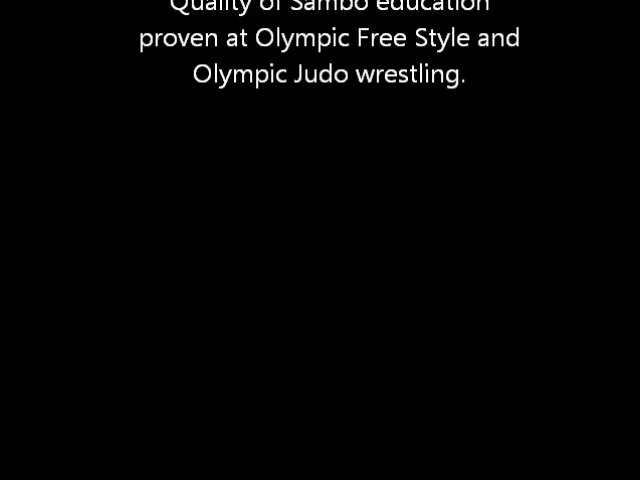 Quality of Sambo education
proven at Olympic Free Style and
Olympic Judo wrestling.